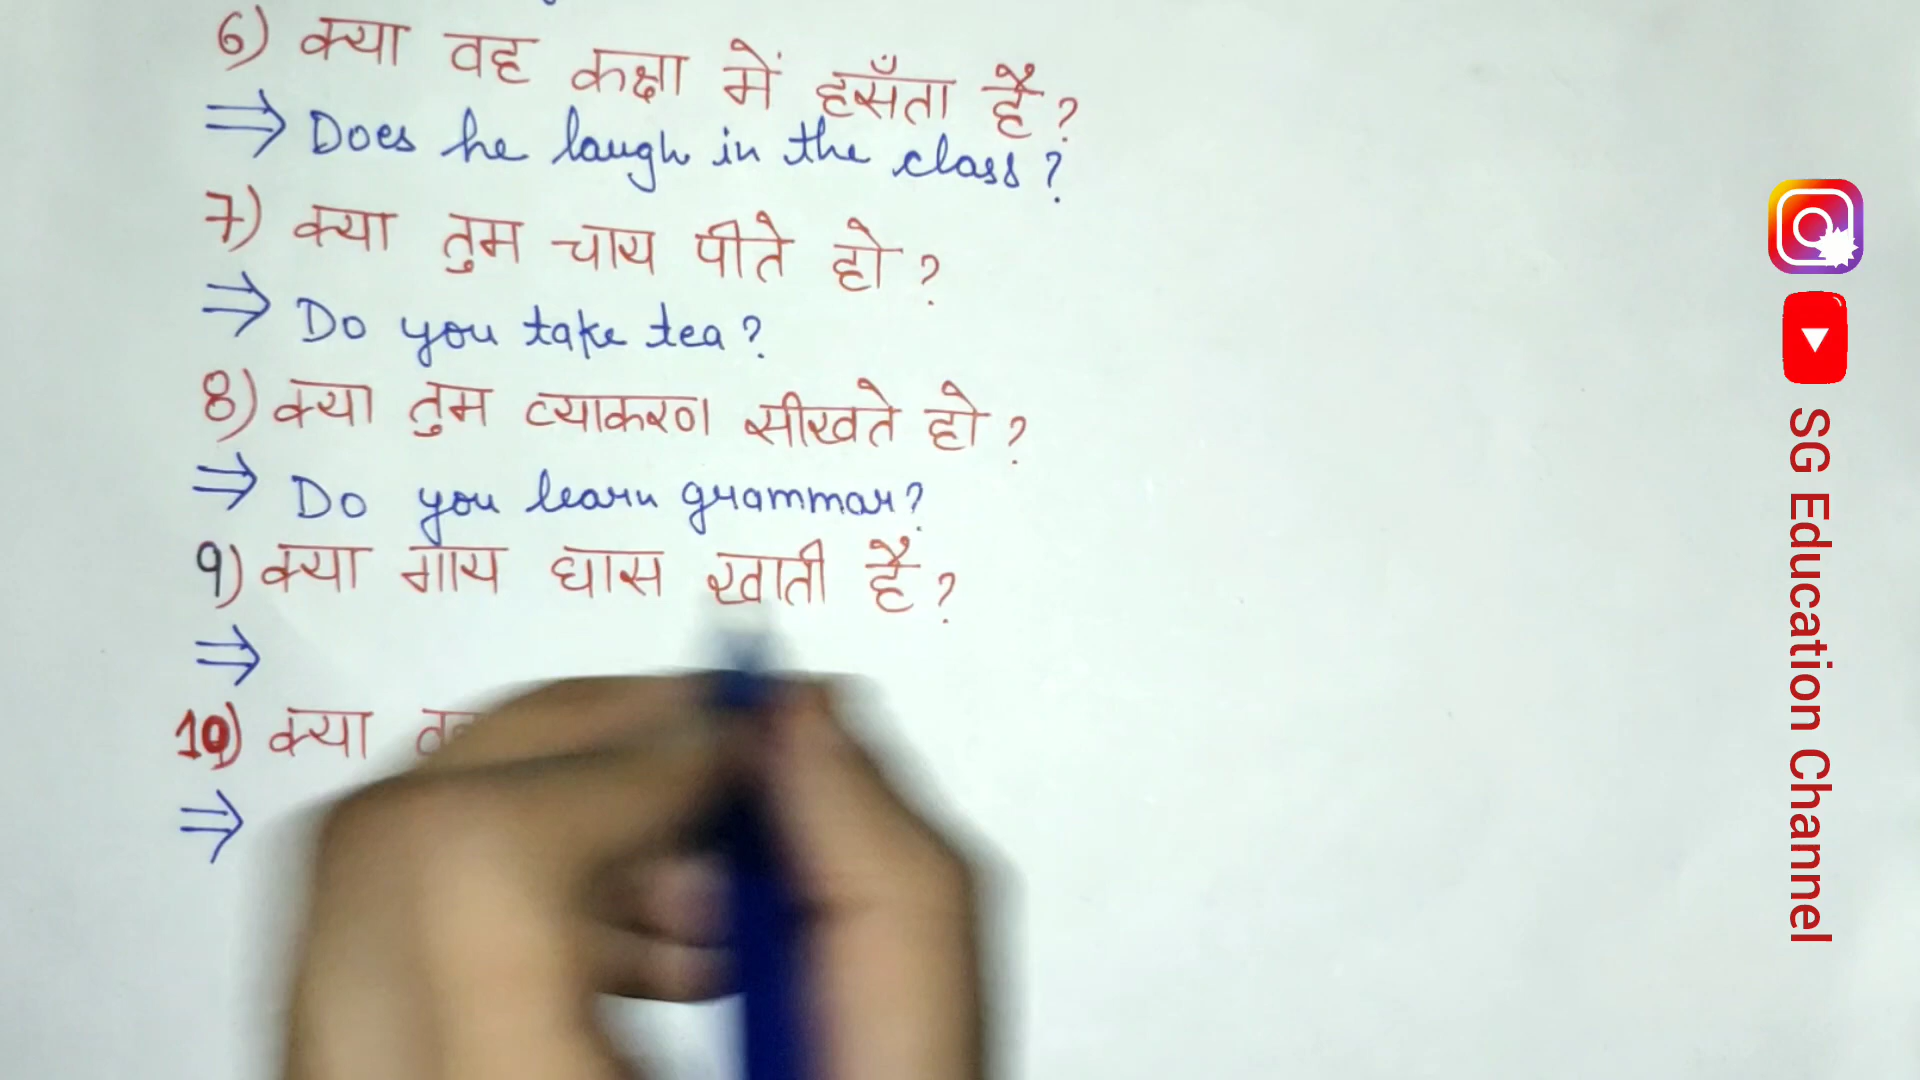 6) क्या वह कक्षा में हसँता है?
⇒ Does he laugh in the class?
7) क्या तुम चाय पीते हो?
⇒ Do you take tea?
8) क्या तुम व्याकरण सीखते हो?
⇒ Do you learn grammar?
9) क्या गाय घास खाती है?
⇒
10) क्या
⇒
SG Education Channel